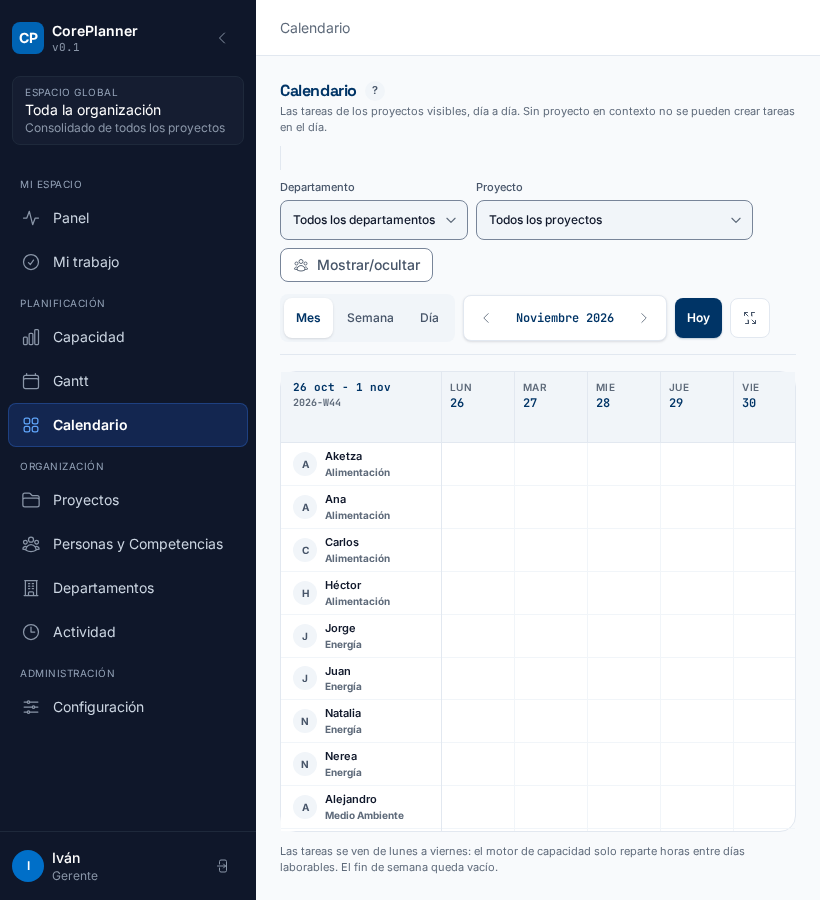 CP
CorePlanner
v0.1
ESPACIO GLOBAL
Toda la organización
Consolidado de todos los proyectos
MI ESPACIO
Panel
Mi trabajo
PLANIFICACIÓN
Capacidad
Gantt
Calendario
ORGANIZACIÓN
Proyectos
Personas y Competencias
Departamentos
Actividad
ADMINISTRACIÓN
Configuración
I
Iván
Gerente
Calendario
Calendario ?
Las tareas de los proyectos visibles, día a día. Sin proyecto en contexto no se pueden crear tareas
en el día.
Departamento Proyecto
Todos los departamentos Todos los proyectos
Mostrar/ocultar
Mes Semana Día Noviembre 2026 Hoy
26 oct - 1 nov LUN MAR MIE JUE VIE
2026-W44 26 27 28 29 30
A Aketza
Alimentación
A Ana
Alimentación
C Carlos
Alimentación
H Héctor
Alimentación
J Jorge
Energía
J Juan
Energía
N Natalia
Energía
N Nerea
Energía
A Alejandro
Medio Ambiente
Las tareas se ven de lunes a viernes: el motor de capacidad solo reparte horas entre días
laborables. El fin de semana queda vacío.